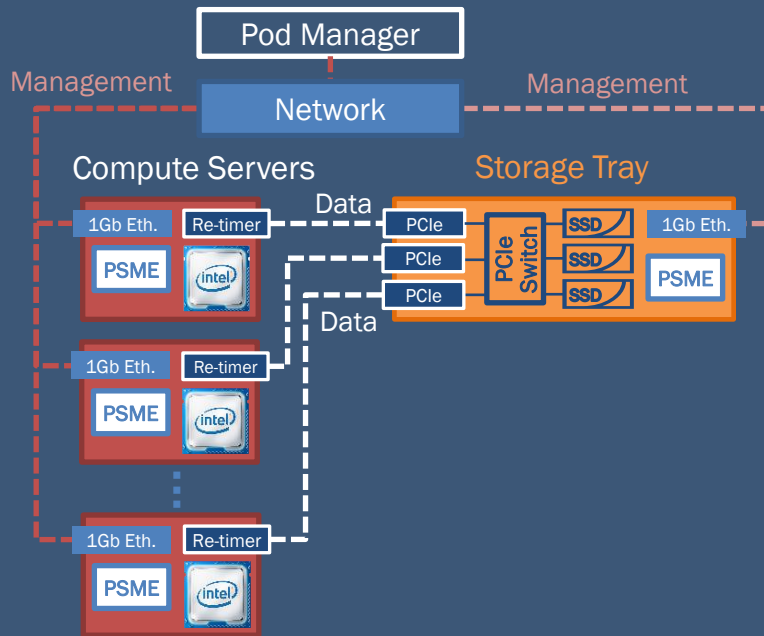 Pod Manager
Management
Management
Network
Compute Servers
Storage Tray
Data
1Gb Eth.
Re-timer
PCIe
SSD
1Gb Eth.
PSME
intel
PCIe
PCIe Switch
SSD
PSME
PCIe
SSD
Data
1Gb Eth.
Re-timer
PSME
intel
1Gb Eth.
Re-timer
PSME
intel